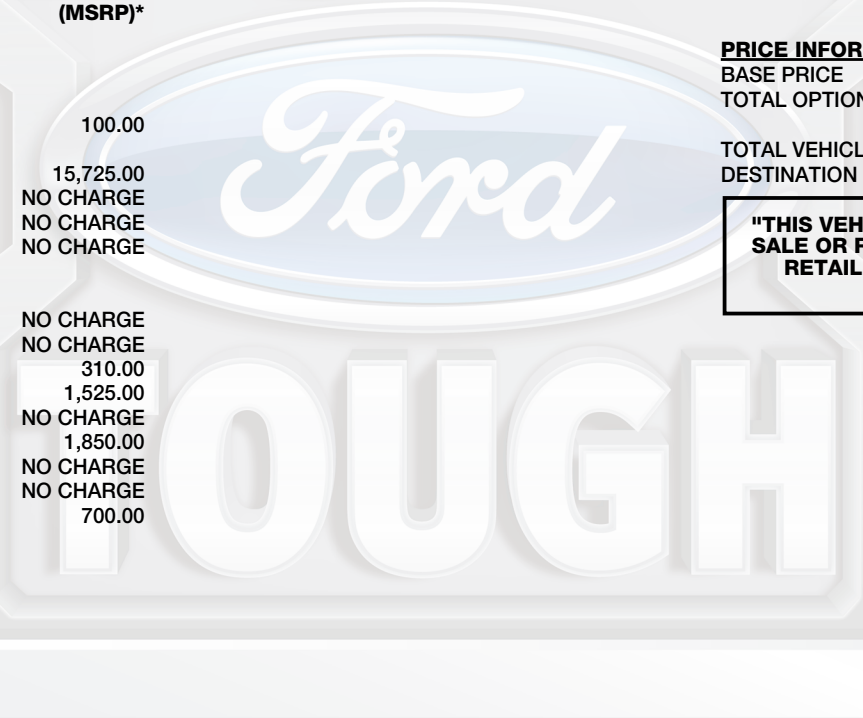 (MSRP)*
100.00
15,725.00
NO CHARGE
NO CHARGE
NO CHARGE
NO CHARGE
NO CHARGE
310.00
1,525.00
NO CHARGE
1,850.00
NO CHARGE
NO CHARGE
700.00
PRICE INFOR
BASE PRICE
TOTAL OPTION
TOTAL VEHICL
DESTINATION
"THIS VEH
SALE OR
RETAIL
Ford
TOUGH